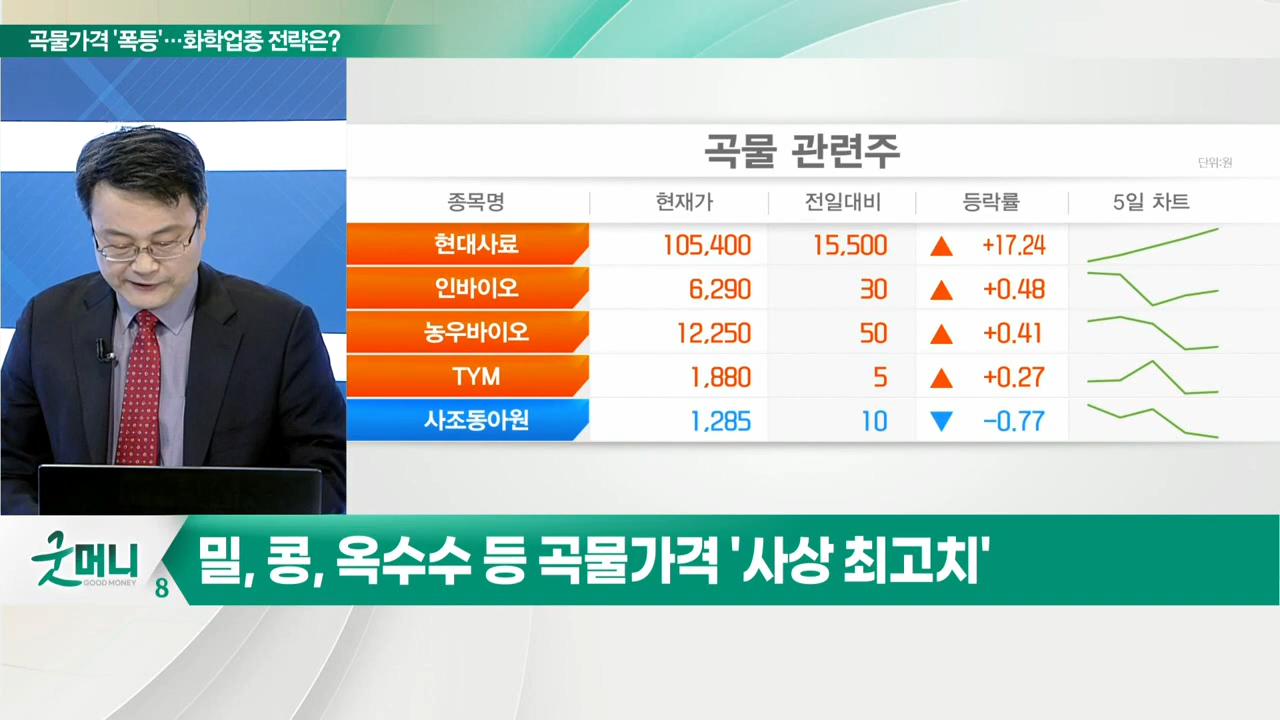 곡물가격 '폭등'…화학업종 전략은?
곡물 관련주
단위:원
종목명 현재가 전일대비 등락률 5일 차트
현대사료 105,400 15,500 ▲ +17.24
인바이오 6,290 30 ▲ +0.48
농우바이오 12,250 50 ▲ +0.41
TYM 1,880 5 ▲ +0.27
사조동아원 1,285 10 ▼ -0.77
굿머니
GOOD MONEY
8
밀, 콩, 옥수수 등 곡물가격 '사상 최고치'